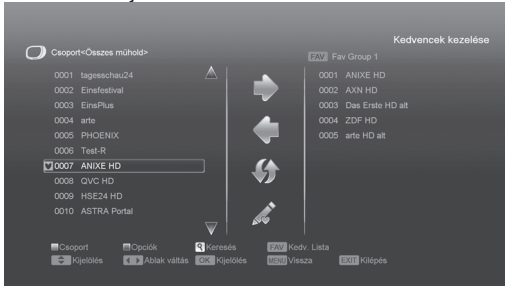 Kedvencek kezelése
Csoport<Összes műhold>
FAV Fav Group 1
0001 tagesschau24
0002 Einsfestival
0003 EinsPlus
0004 arte
0005 PHOENIX
0006 Test-R
0007 ANIXE HD
0008 QVC HD
0009 HSE24 HD
0010 ASTRA Portal
0001 ANIXE HD
0002 AXN HD
0003 Das Erste HD alt
0004 ZDF HD
0005 arte HD alt
Csoport Opciók Keresés FAV Kedv. Lista
Kijelölés Ablak váltás OK Kijelölés MENU Vissza EXIT Kilépés